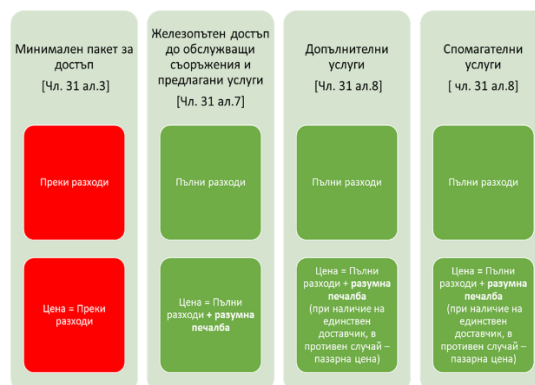 Минимален пакет за
достъп
[Чл. 31 ал.3]
Преки разходи
Цена = Преки
разходи
Железопътен достъп
до обслужващи
съоръжения и
предлагани услуги
[Чл. 31 ал.7]
Пълни разходи
Цена = Пълни
разходи + разумна
печалба
Допълнителни
услуги
[Чл. 31 ал.8]
Пълни разходи
Цена = Пълни
разходи + разумна
печалба
(при наличие на
единствен
доставчик, в
противен случай –
пазарна цена)
Спомагателни
услуги
[ чл. 31 ал.8]
Пълни разходи
Цена = Пълни
разходи + разумна
печалба
(при наличие на
единствен
доставчик, в
противен случай –
пазарна цена)